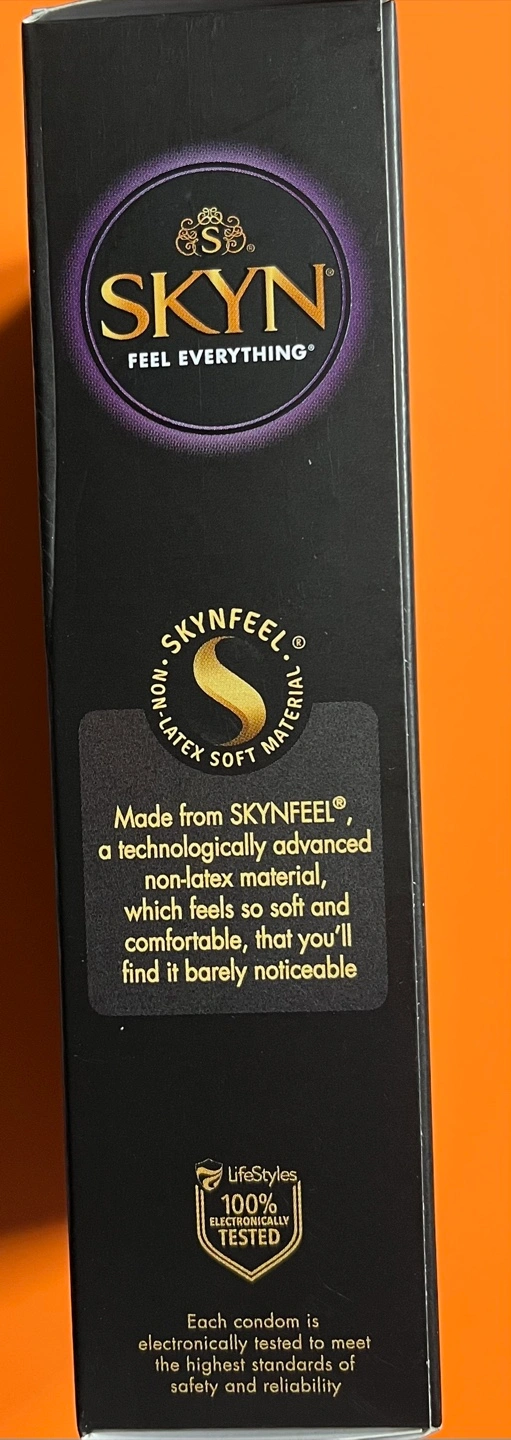 S®
SKYN®
FEEL EVERYTHING®
· SKYNFEEL · ®
NON-LATEX SOFT MATERIAL
Made from SKYNFEEL®,
a technologically advanced
non-latex material,
which feels so soft and
comfortable, that you'll
find it barely noticeable
LifeStyles
100%
ELECTRONICALLY
TESTED
Each condom is
electronically tested to meet
the highest standards of
safety and reliability